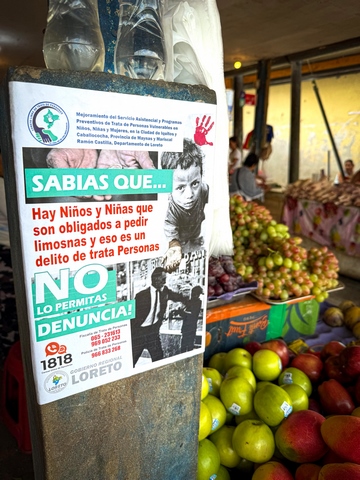 Mejoramiento del Servicio Asistencial y Programas
Preventivos de Trata de Personas Vulnerables en
Niños, Niñas y Mujeres, en la Ciudad de Iquitos y
Caballococha, Provincia de Maynas y Mariscal
Ramón Castilla, Departamento de Loreto
SABIAS QUE...
Hay Niños y Niñas que
son obligados a pedir
limosnas y eso es un
delito de trata Personas
NO
LO PERMITAS
DENUNCIA!
1818
GOBIERNO REGIONAL
LORETO